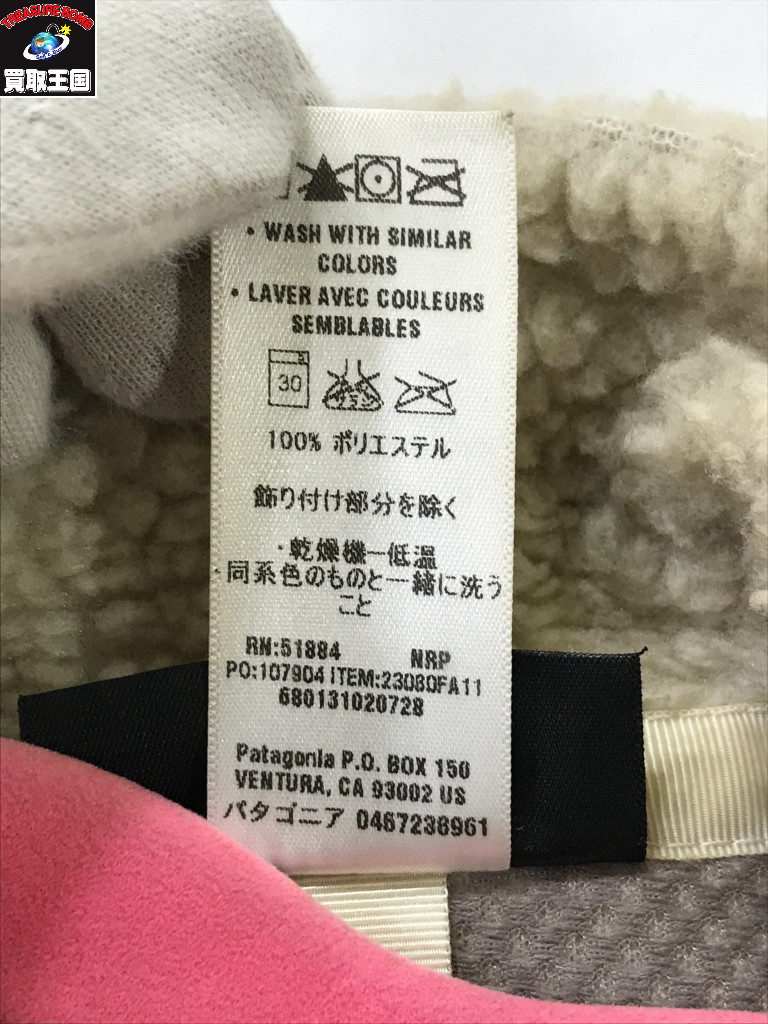 TREASURE BOMB
買取王国
• WASH WITH SIMILAR
COLORS
• LAVER AVEC COULEURS
SEMBLABLES
30
100% ポリエステル
飾り付け部分を除く
・乾燥機ー低温
・同系色のものと一緒に洗う
こと
RN:51884 NRP
PO:107904 ITEM:23080FA11
680131020728
Patagonia P.O. BOX 150
VENTURA, CA 93002 US
パタゴニア 0467238961